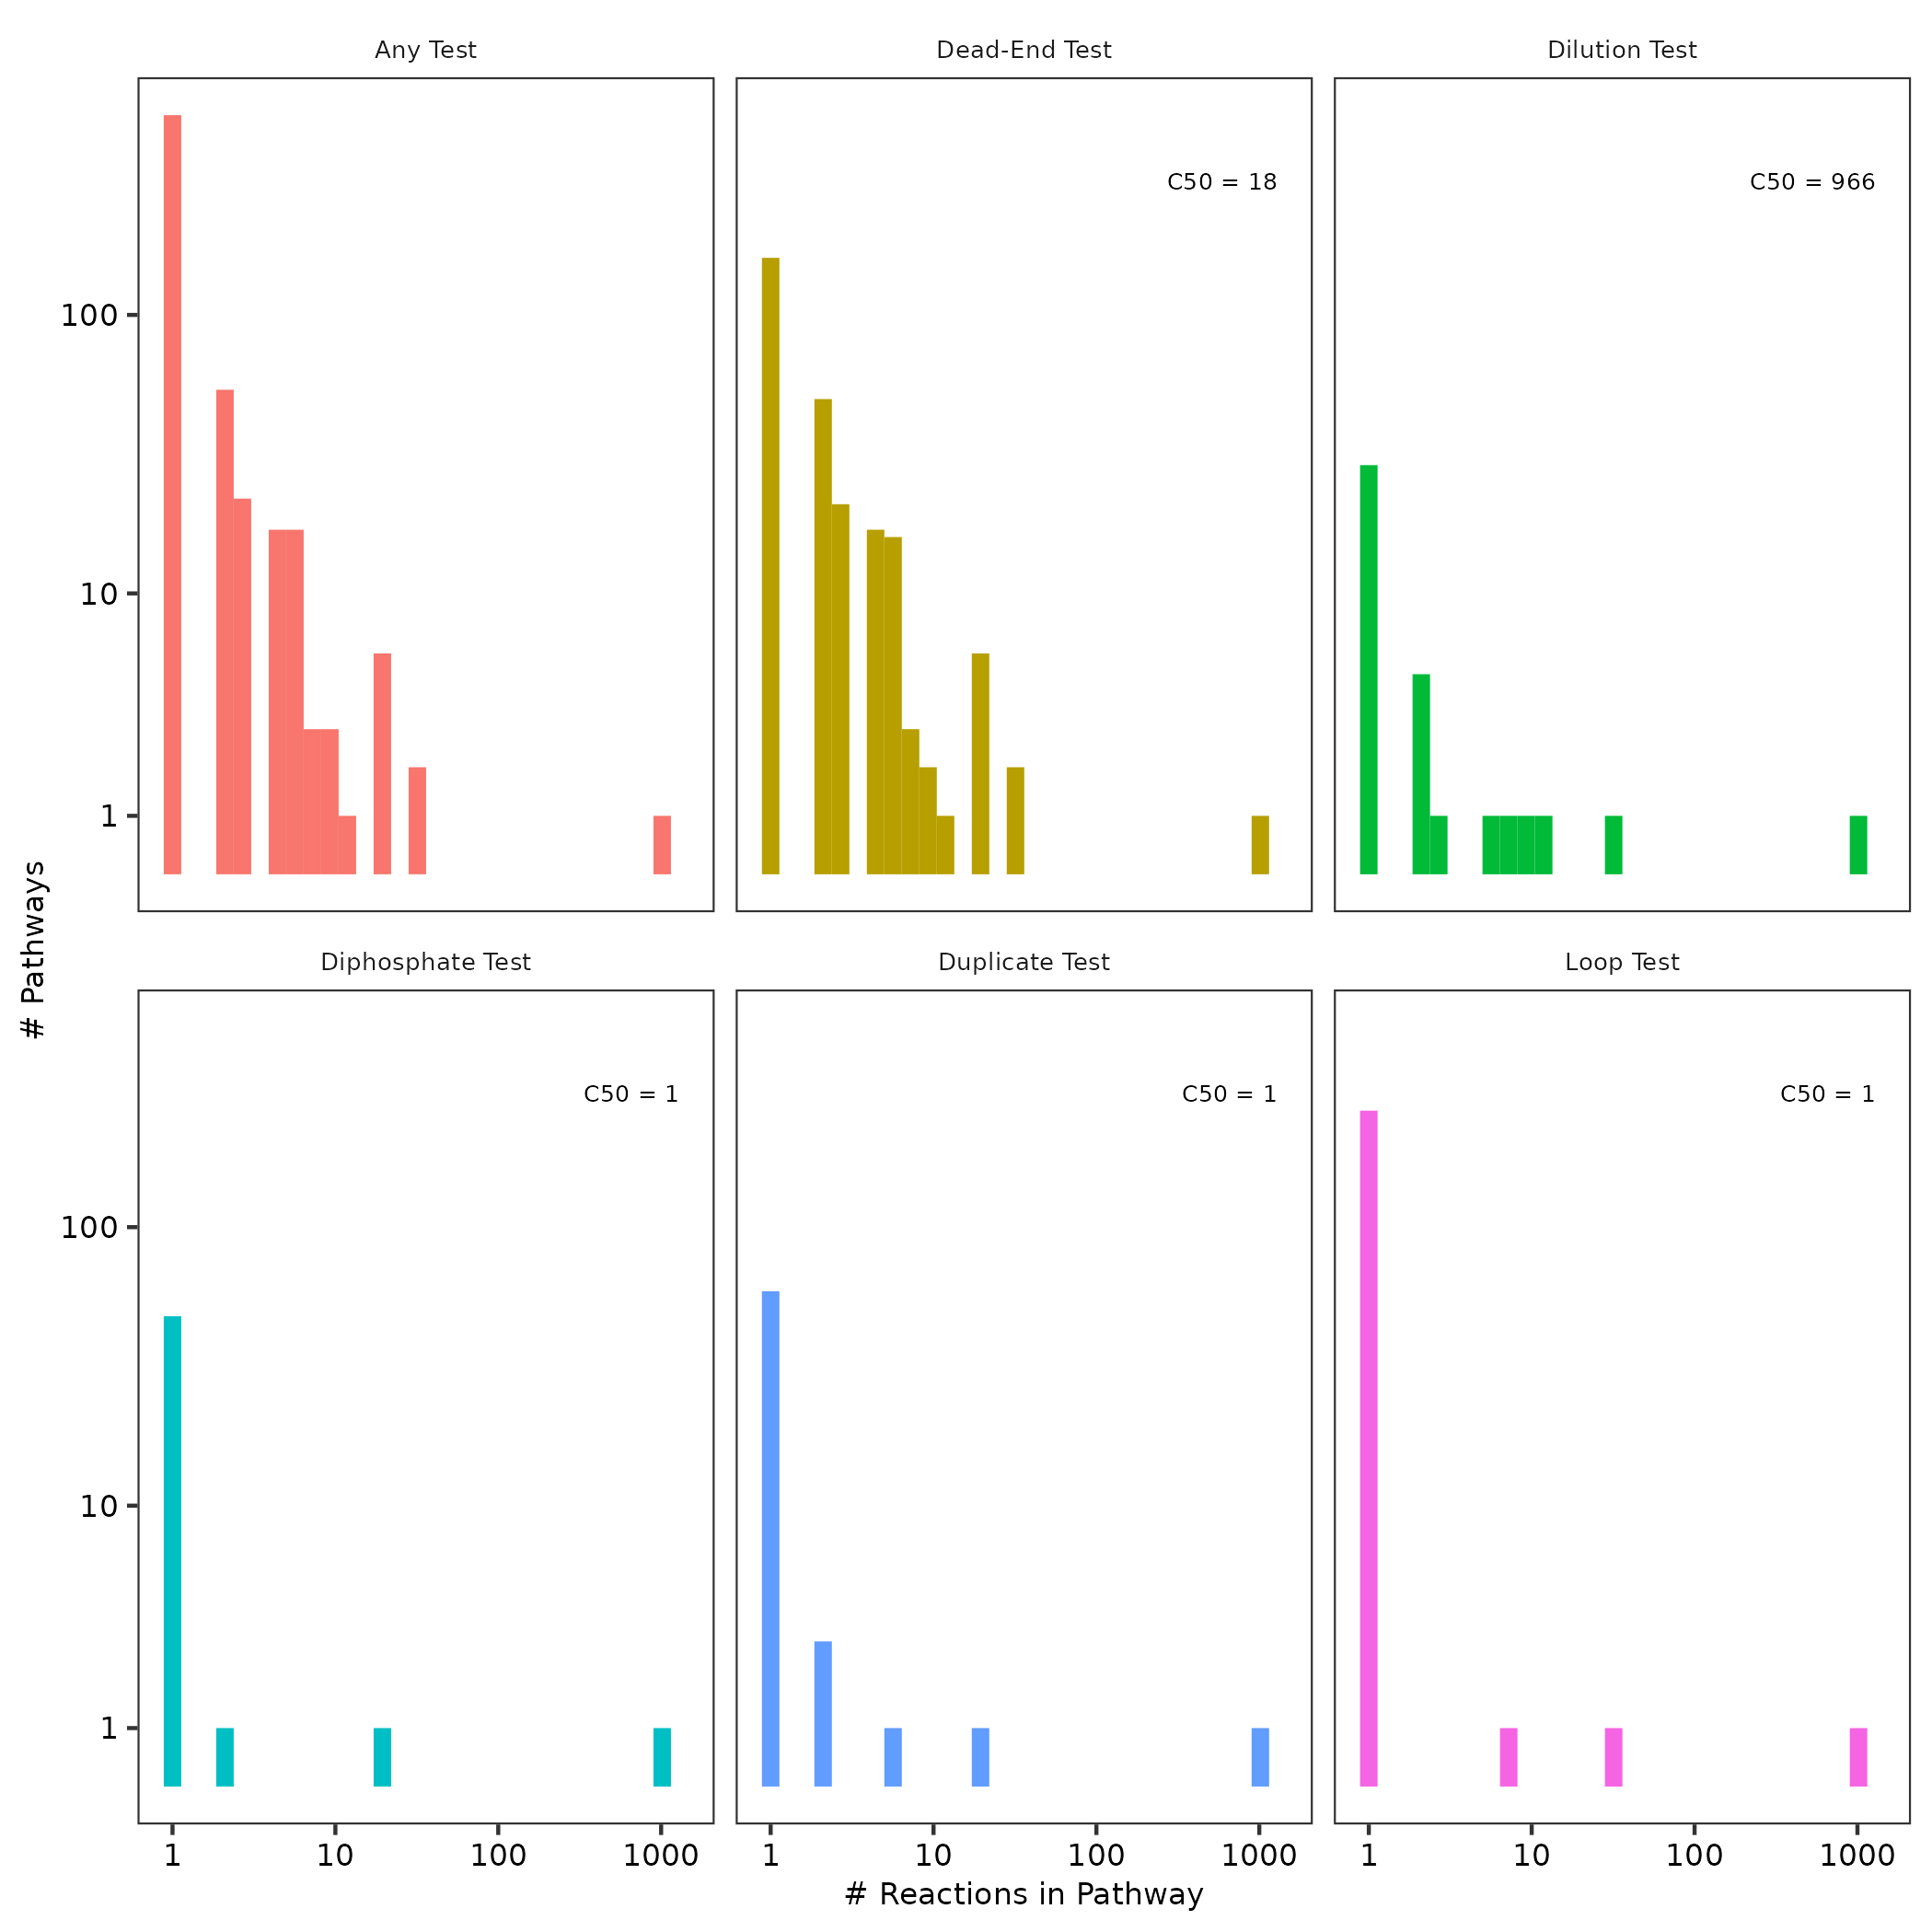 Any Test
Dead-End Test
Dilution Test
C50 = 18
C50 = 966
100
10
1
# Pathways
Diphosphate Test
Duplicate Test
Loop Test
C50 = 1
C50 = 1
C50 = 1
100
10
1
1 10 100 1000
1 10 100 1000
1 10 100 1000
# Reactions in Pathway